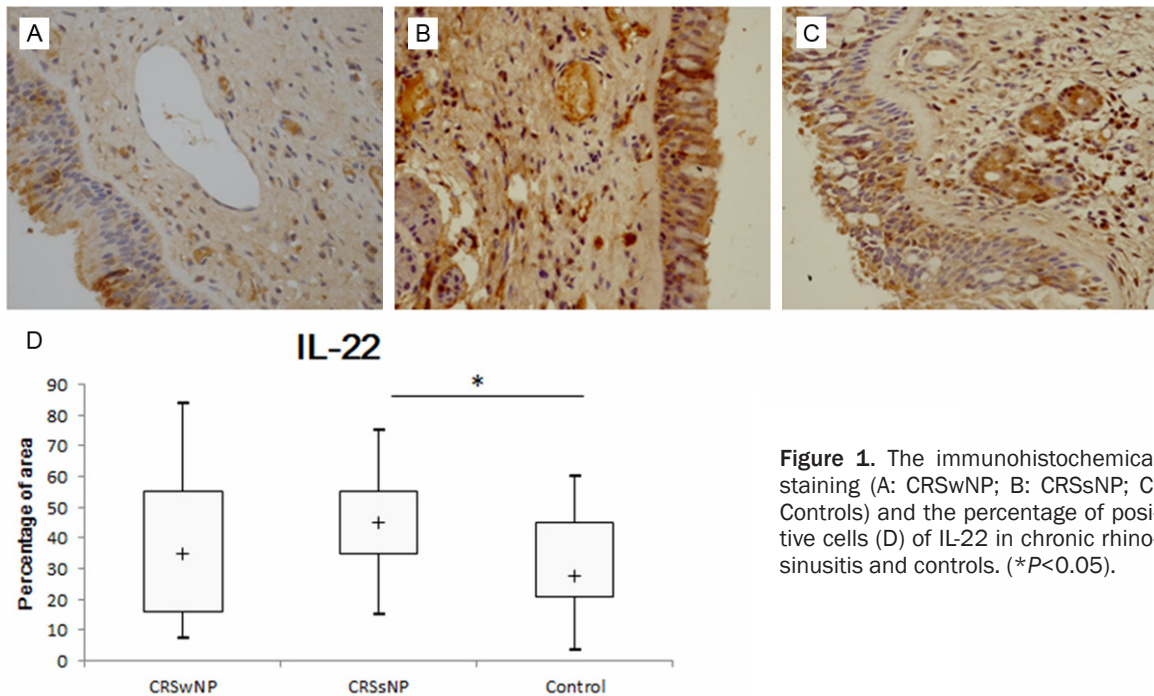 A
B
C
D
IL-22
*
Percentage of area
90
80
70
60
50
40
30
20
10
0
CRSwNP
CRSsNP
Control
Figure 1. The immunohistochemical
staining (A: CRSwNP; B: CRSsNP; C
Controls) and the percentage of posi-
tive cells (D) of IL-22 in chronic rhino-
sinusitis and controls. (*P<0.05).